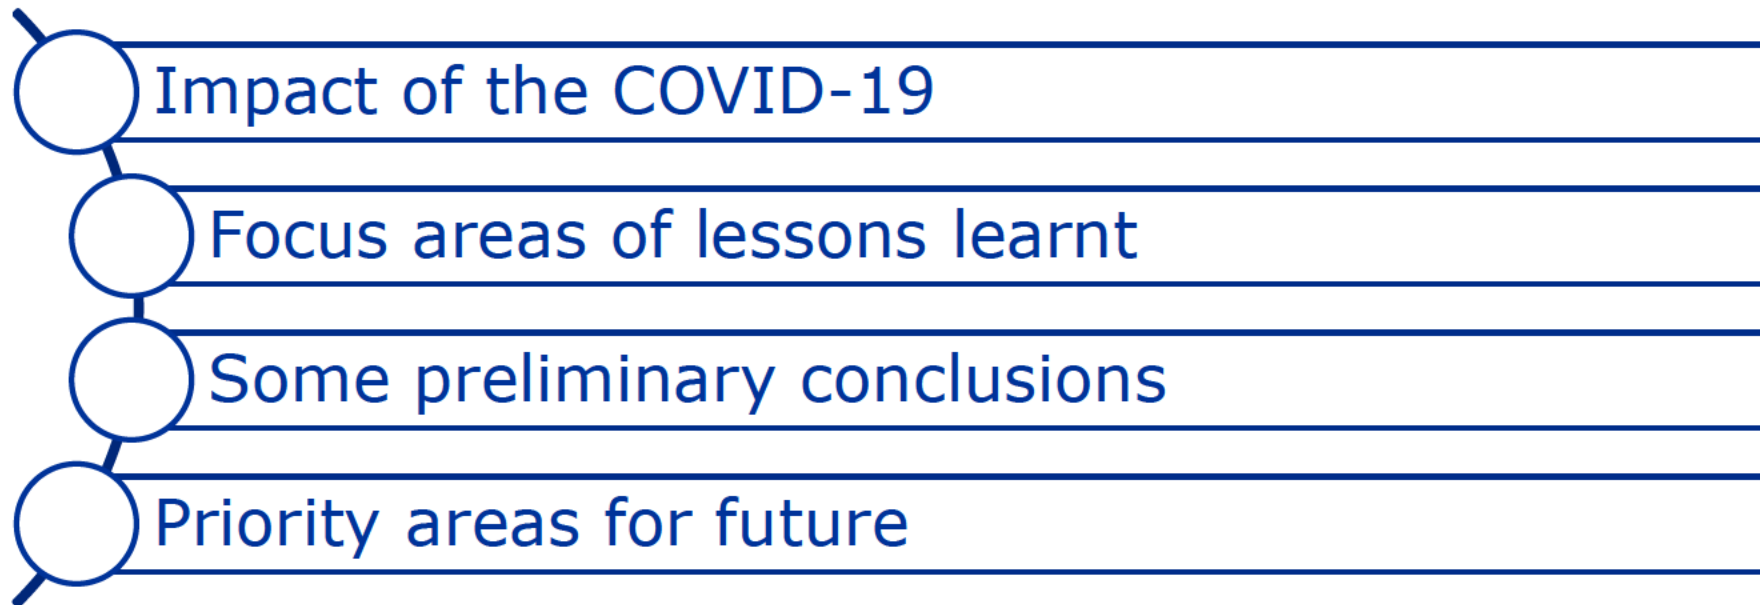 Impact of the COVID-19
Focus areas of lessons learnt
Some preliminary conclusions
Priority areas for future